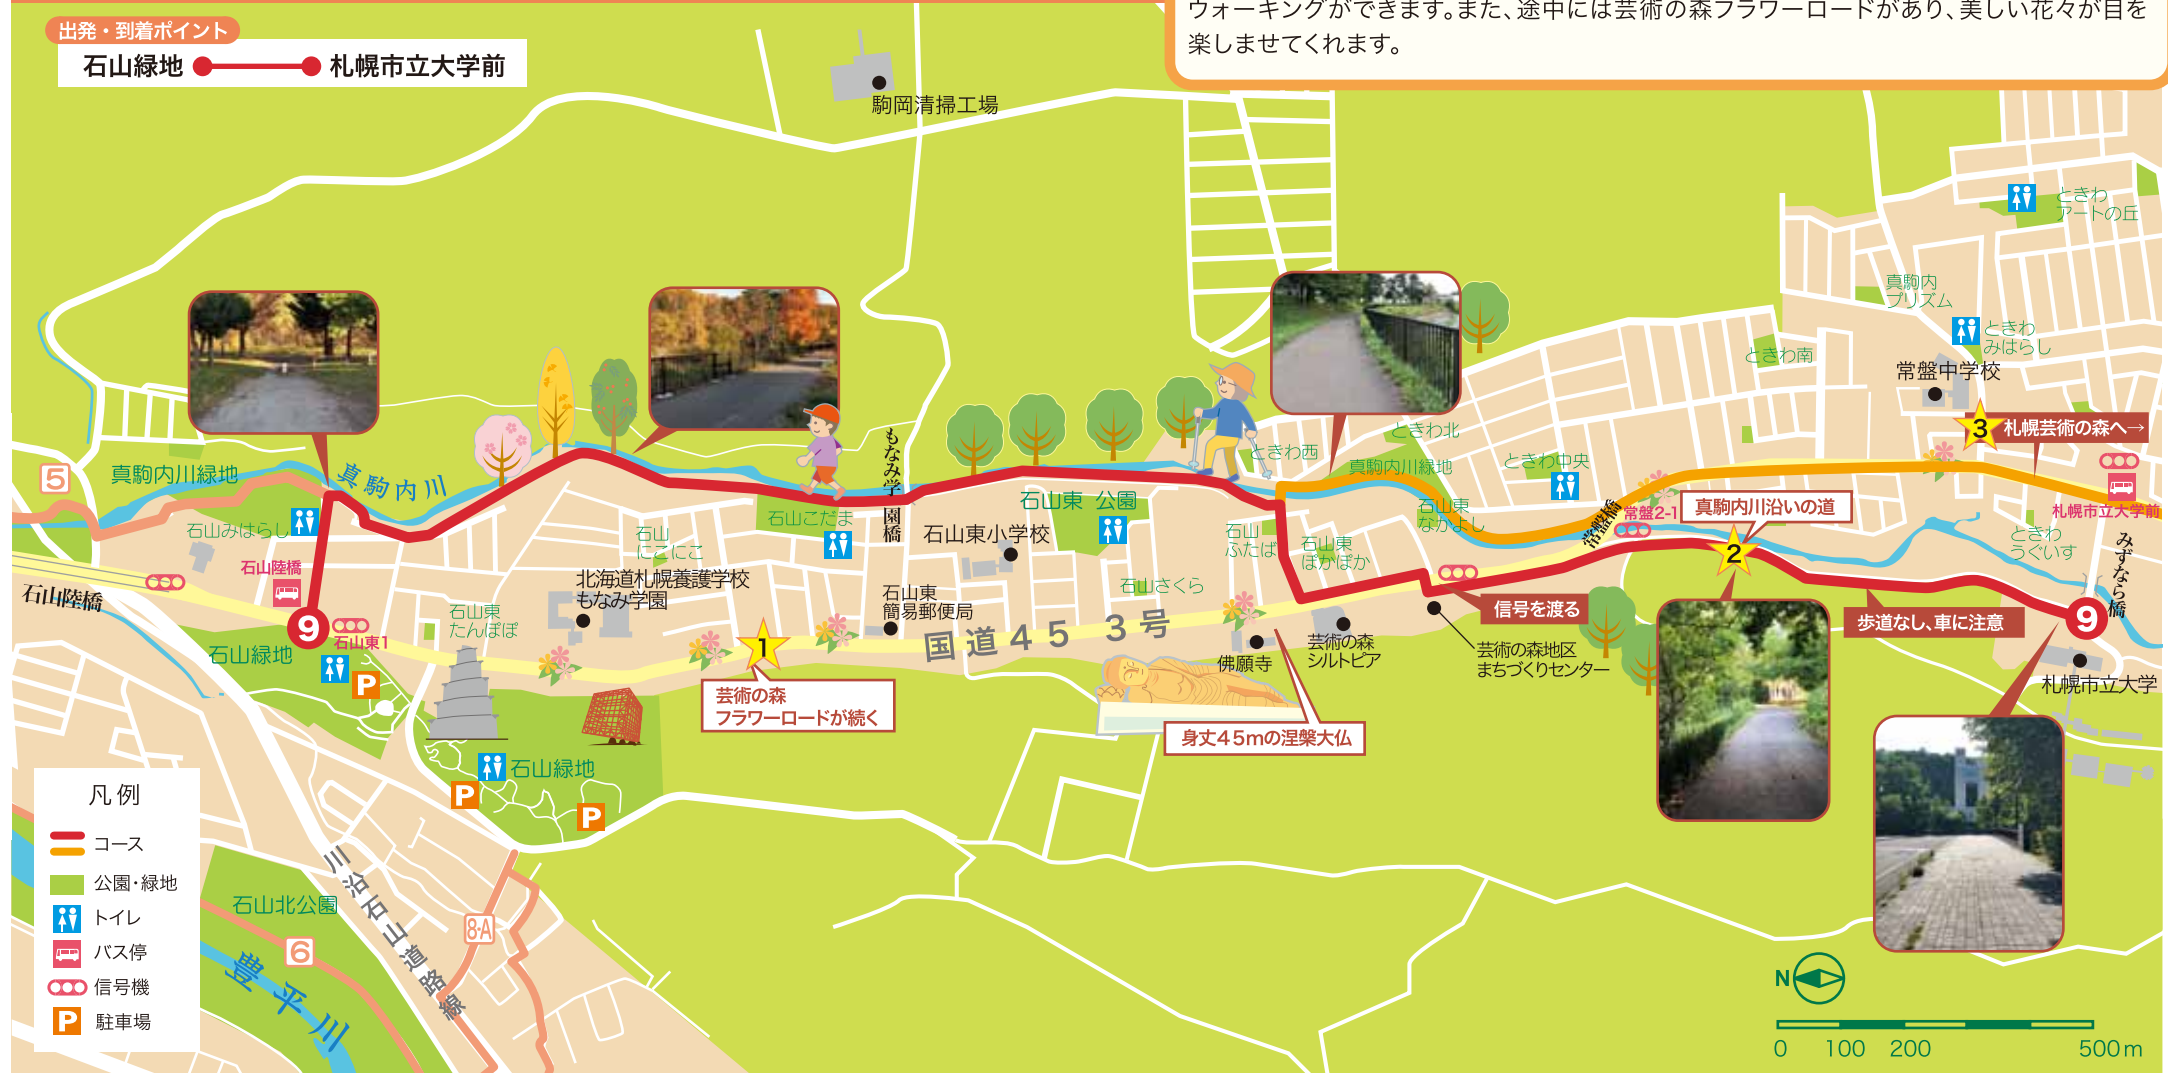 ウォーキングができます。また、途中には芸術の森フラワーロードがあり、美しい花々が目を
楽しませてくれます。
出発・到着ポイント
石山緑地
札幌市立大学前
駒岡清掃工場
ときわ
アートの丘
真駒内
プリズム
ときわ
みはらし
ときわ南
常盤中学校
3
札幌芸術の森へ→
札幌市立大学前
もなみ学園橋
ときわ西
ときわ北
真駒内川緑地
ときわ中央
5
真駒内川緑地
真駒内川
石山みはらし
石山東 公園
石山こだま
石山
にこにこ
石山東小学校
石山
ふたば
石山東
ぽかぽか
石山東
なかよし
常盤橋
常盤2-1
真駒内川沿いの道
2
ときわ
うぐいす
みずなら橋
石山陸橋
石山陸橋
9
石山東1
石山緑地
P
石山東
たんぽぽ
北海道札幌養護学校
もなみ学園
石山東
簡易郵便局
石山さくら
国道453号
1
芸術の森
フラワーロードが続く
佛願寺
芸術の森
シルトピア
信号を渡る
芸術の森地区
まちづくりセンター
歩道なし、車に注意
9
札幌市立大学
身丈45mの涅槃大仏
石山緑地
P
P
凡例
コース
公園・緑地
トイレ
バス停
信号機
P
駐車場
川沿石山道路線
石山北公園
6
8-A
豊平川
N
0 100 200 500m